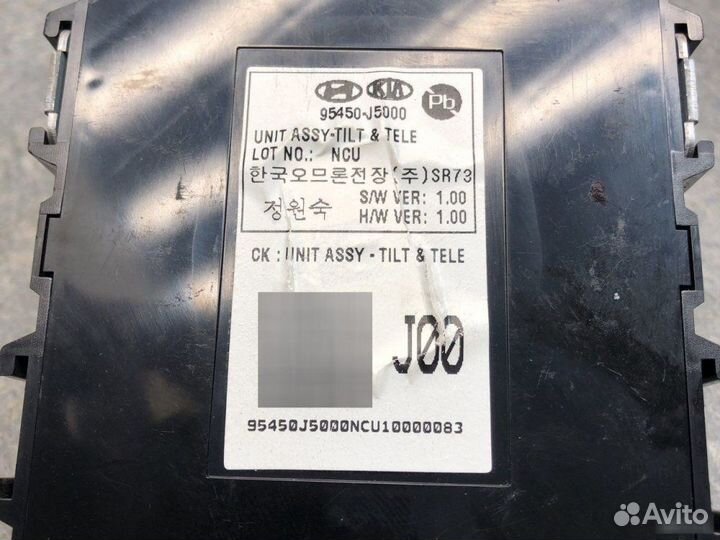 KIA
Pb
95450-J5000
UNIT ASSY-TILT & TELE
LOT NO.: NCU
한국오므론전장(주)SR73
정원숙
S/W VER: 1.00
H/W VER: 1.00
CK : UNIT ASSY - TILT & TELE
J00
95450J5000NCU10000083
Avito